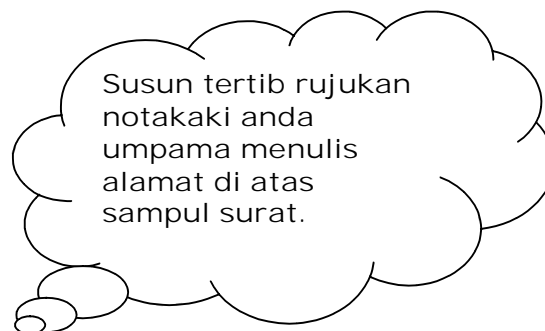 Susun tertib rujukan
notakaki anda
umpama menulis
alamat di atas
sampul surat.